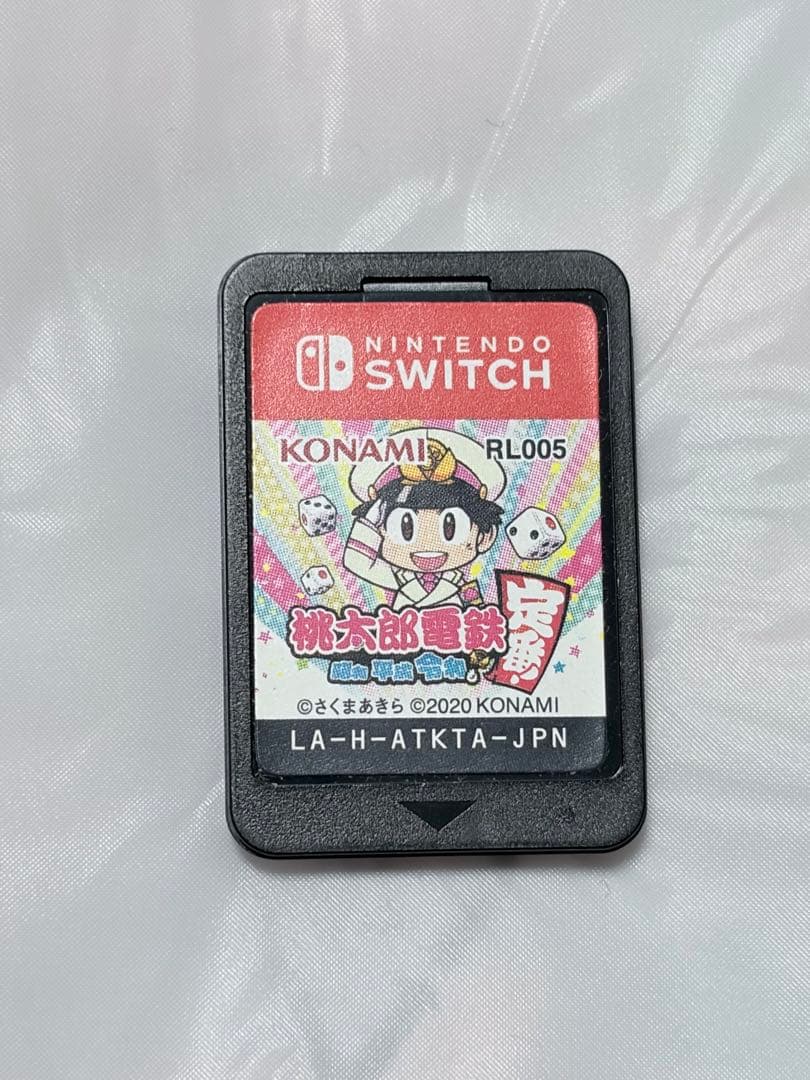 NINTENDO
SWITCH
KONAMI RL005
桃太郎電鉄
昭和 平成 令和
定番!
©さくまあきら ©2020 KONAMI
LA-H-ATKTA-JPN